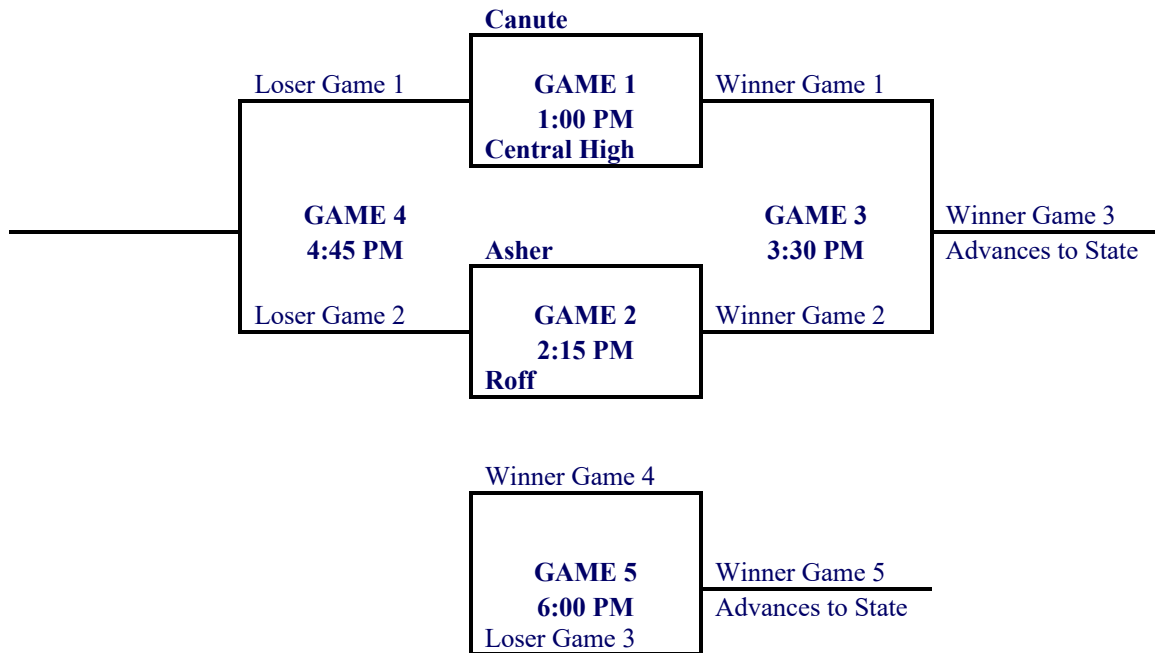 Canute
Loser Game 1
GAME 1
Winner Game 1
1:00 PM
Central High
GAME 4
GAME 3
Winner Game 3
4:45 PM
Asher
3:30 PM
Advances to State
Loser Game 2
GAME 2
Winner Game 2
2:15 PM
Roff
Winner Game 4
GAME 5
Winner Game 5
6:00 PM
Advances to State
Loser Game 3